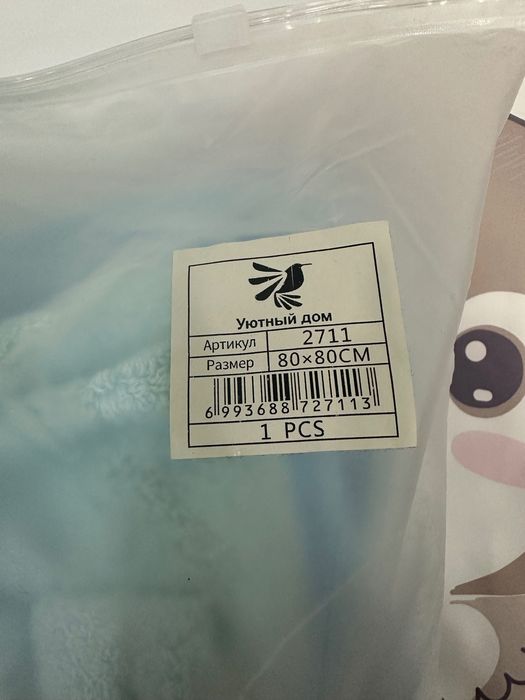 Уютный дом
Артикул 2711
Размер 80×80CM
6 993688 727113
1 PCS